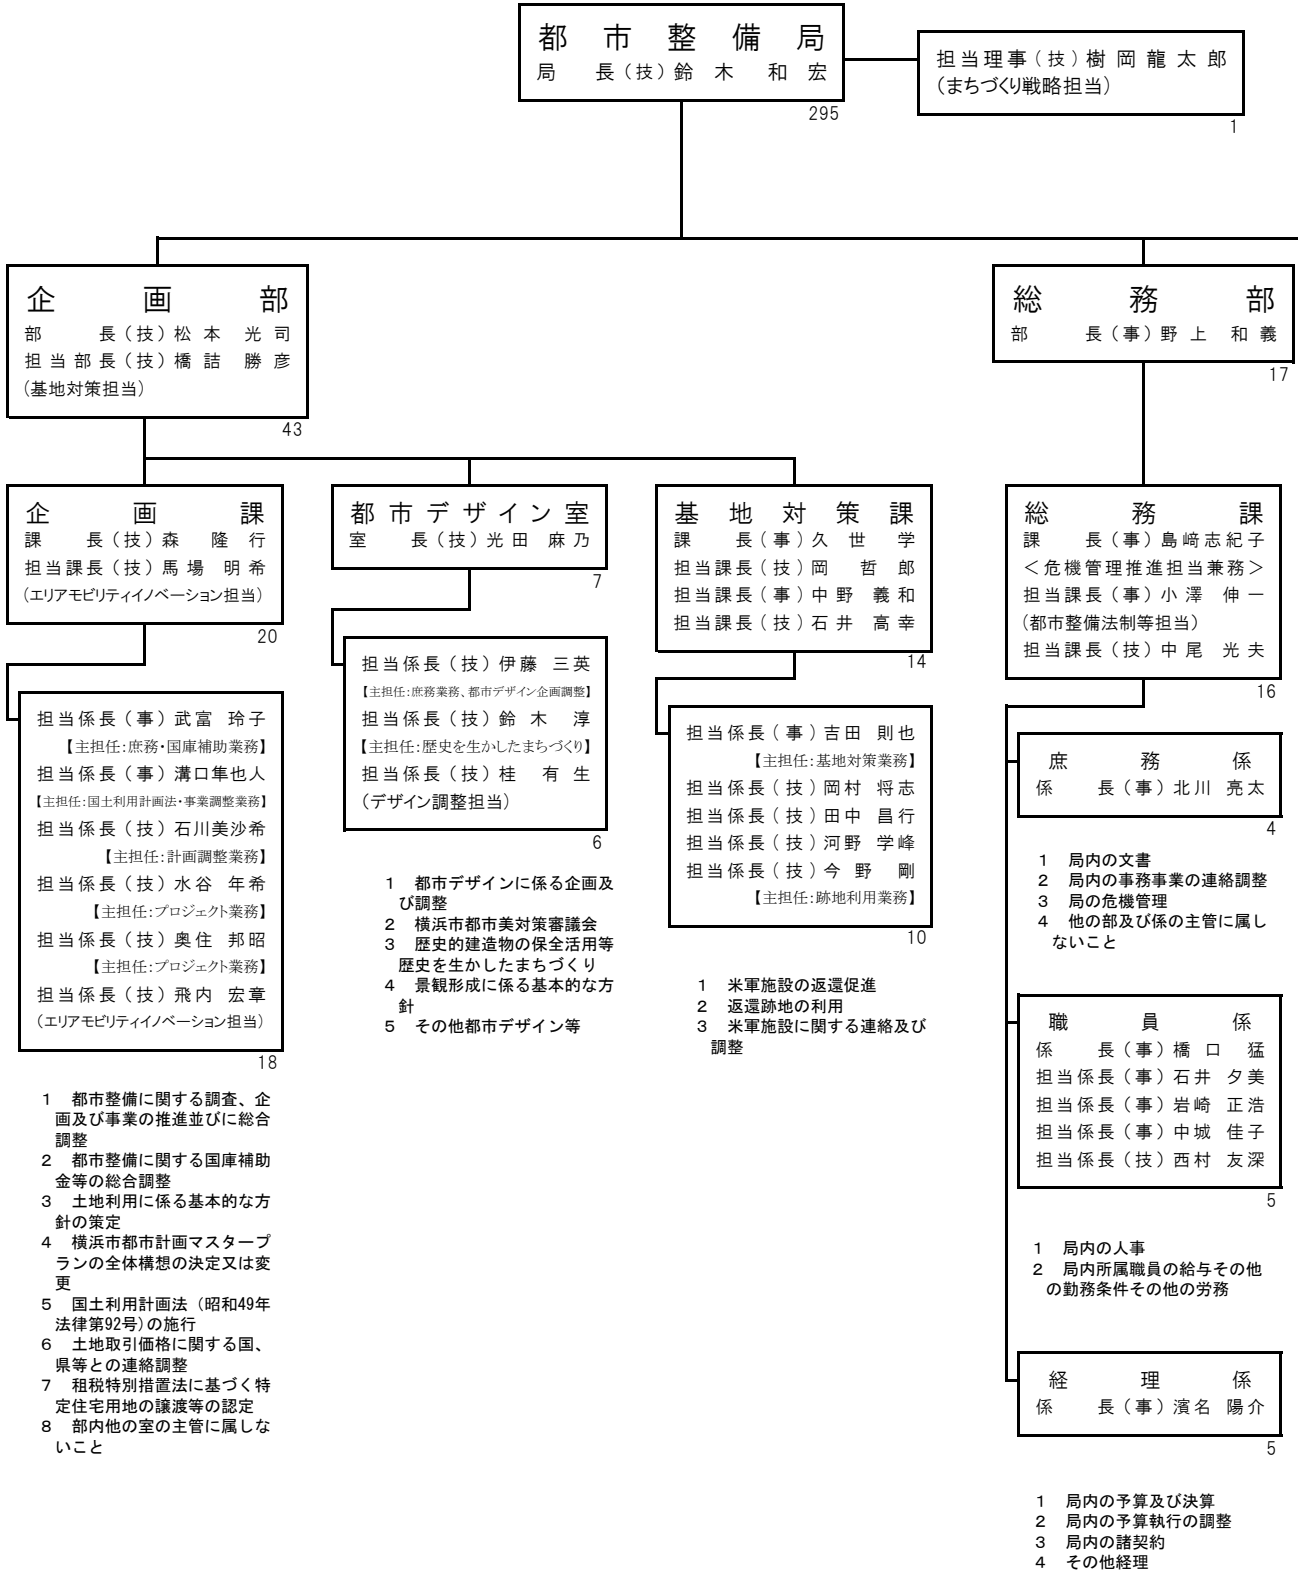 都市整備局
局　長（技）鈴木　和宏
295
担当理事（技）樹岡龍太郎
(まちづくり戦略担当)
1
企画部
部　長（技）松本　光司
担当部長（技）橋詰　勝彦
(基地対策担当)
43
総務部
部　長（事）野上　和義
17
企画課
課　長（技）森　隆行
担当課長（技）馬場　明希
(エリアモビリティイノベーション担当)
20
担当係長（事）武富　玲子
【主担任:庶務・国庫補助業務】
担当係長（事）溝口隼也人
【主担任:国土利用計画法・事業調整業務】
担当係長（技）石川美沙希
【主担任:計画調整業務】
担当係長（技）水谷　年希
【主担任:プロジェクト業務】
担当係長（技）奥住　邦昭
【主担任:プロジェクト業務】
担当係長（技）飛内　宏章
(エリアモビリティイノベーション担当)
18
1　都市整備に関する調査、企
画及び事業の推進並びに総合
調整
2　都市整備に関する国庫補助
金等の総合調整
3　土地利用に係る基本的な方
針の策定
4　横浜市都市計画マスタープ
ランの全体構想の決定又は変
更
5　国土利用計画法（昭和49年
法律第92号）の施行
6　土地取引価格に関する国、
県等との連絡調整
7　租税特別措置法に基づく特
定住宅用地の譲渡等の認定
8　部内他の室の主管に属しな
いこと
都市デザイン室
室　長（技）光田　麻乃
7
担当係長（技）伊藤　三英
【主担任:庶務業務、都市デザイン企画調整】
担当係長（技）鈴木　淳
【主担任:歴史を生かしたまちづくり】
担当係長（技）桂　有生
(デザイン調整担当)
6
1　都市デザインに係る企画及
び調整
2　横浜市都市美対策審議会
3　歴史的建造物の保全活用等
歴史を生かしたまちづくり
4　景観形成に係る基本的な方
針
5　その他都市デザイン等
基地対策課
課　長（事）久世　学
担当課長（技）岡　哲郎
担当課長（事）中野　義和
担当課長（技）石井　高幸
14
担当係長（事）吉田　則也
【主担任:基地対策業務】
担当係長（技）岡村　将志
担当係長（技）田中　昌行
担当係長（技）河野　学峰
担当係長（技）今野　剛
【主担任:跡地利用業務】
10
1　米軍施設の返還促進
2　返還跡地の利用
3　米軍施設に関する連絡及び
調整
総務課
課　長（事）島﨑志紀子
＜危機管理推進担当兼務＞
担当課長（事）小澤　伸一
(都市整備法制等担当)
担当課長（技）中尾　光夫
16
庶務係
係　長（事）北川　亮太
4
1　局内の文書
2　局内の事務事業の連絡調整
3　局の危機管理
4　他の部及び係の主管に属し
ないこと
職員係
係　長（事）橋口　猛
担当係長（事）石井　夕美
担当係長（事）岩崎　正浩
担当係長（事）中城　佳子
担当係長（技）西村　友深
5
1　局内の人事
2　局内所属職員の給与その他
の勤務条件その他の労務
経理係
係　長（事）濱名　陽介
5
1　局内の予算及び決算
2　局内の予算執行の調整
3　局内の諸契約
4　その他経理